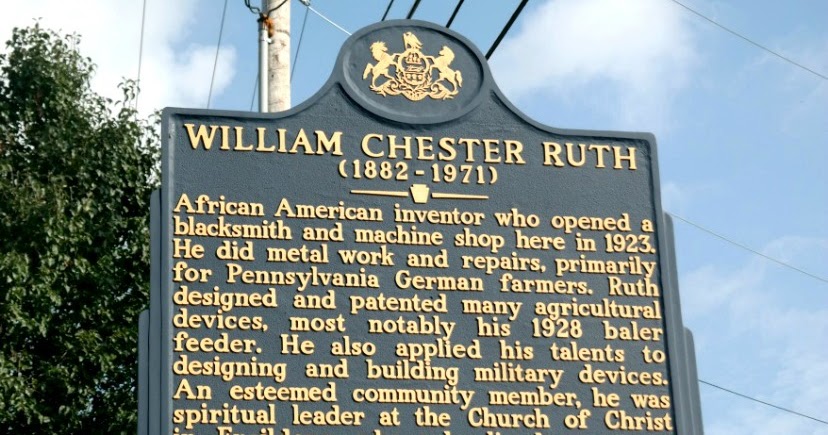 WILLIAM CHESTER RUTH
(1882-1971)
African American inventor who opened a
blacksmith and machine shop here in 1923.
He did metal work and repairs, primarily
for Pennsylvania German farmers. Ruth
designed and patented many agricultural
devices, most notably his 1928 baler
feeder. He also applied his talents to
designing and building military devices.
An esteemed community member, he was
spiritual leader at the Church of Christ
in